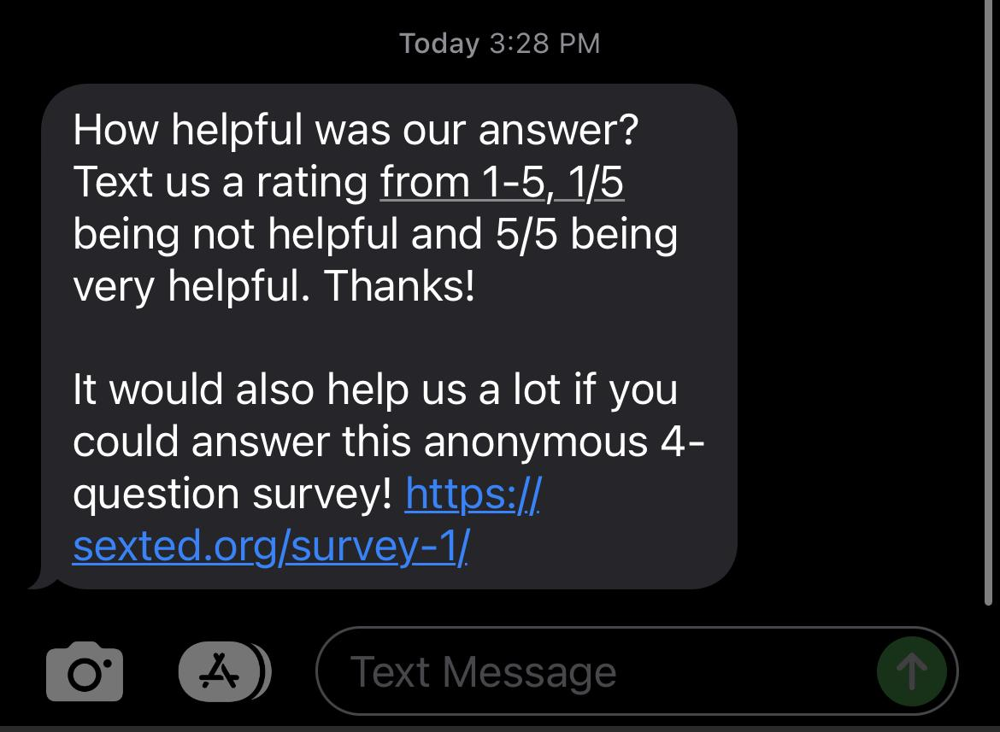 Today 3:28 PM
How helpful was our answer?
Text us a rating from 1-5, 1/5
being not helpful and 5/5 being
very helpful. Thanks!
It would also help us a lot if you
could answer this anonymous 4-
question survey! https://
sexted.org/survey-1/
Text Message